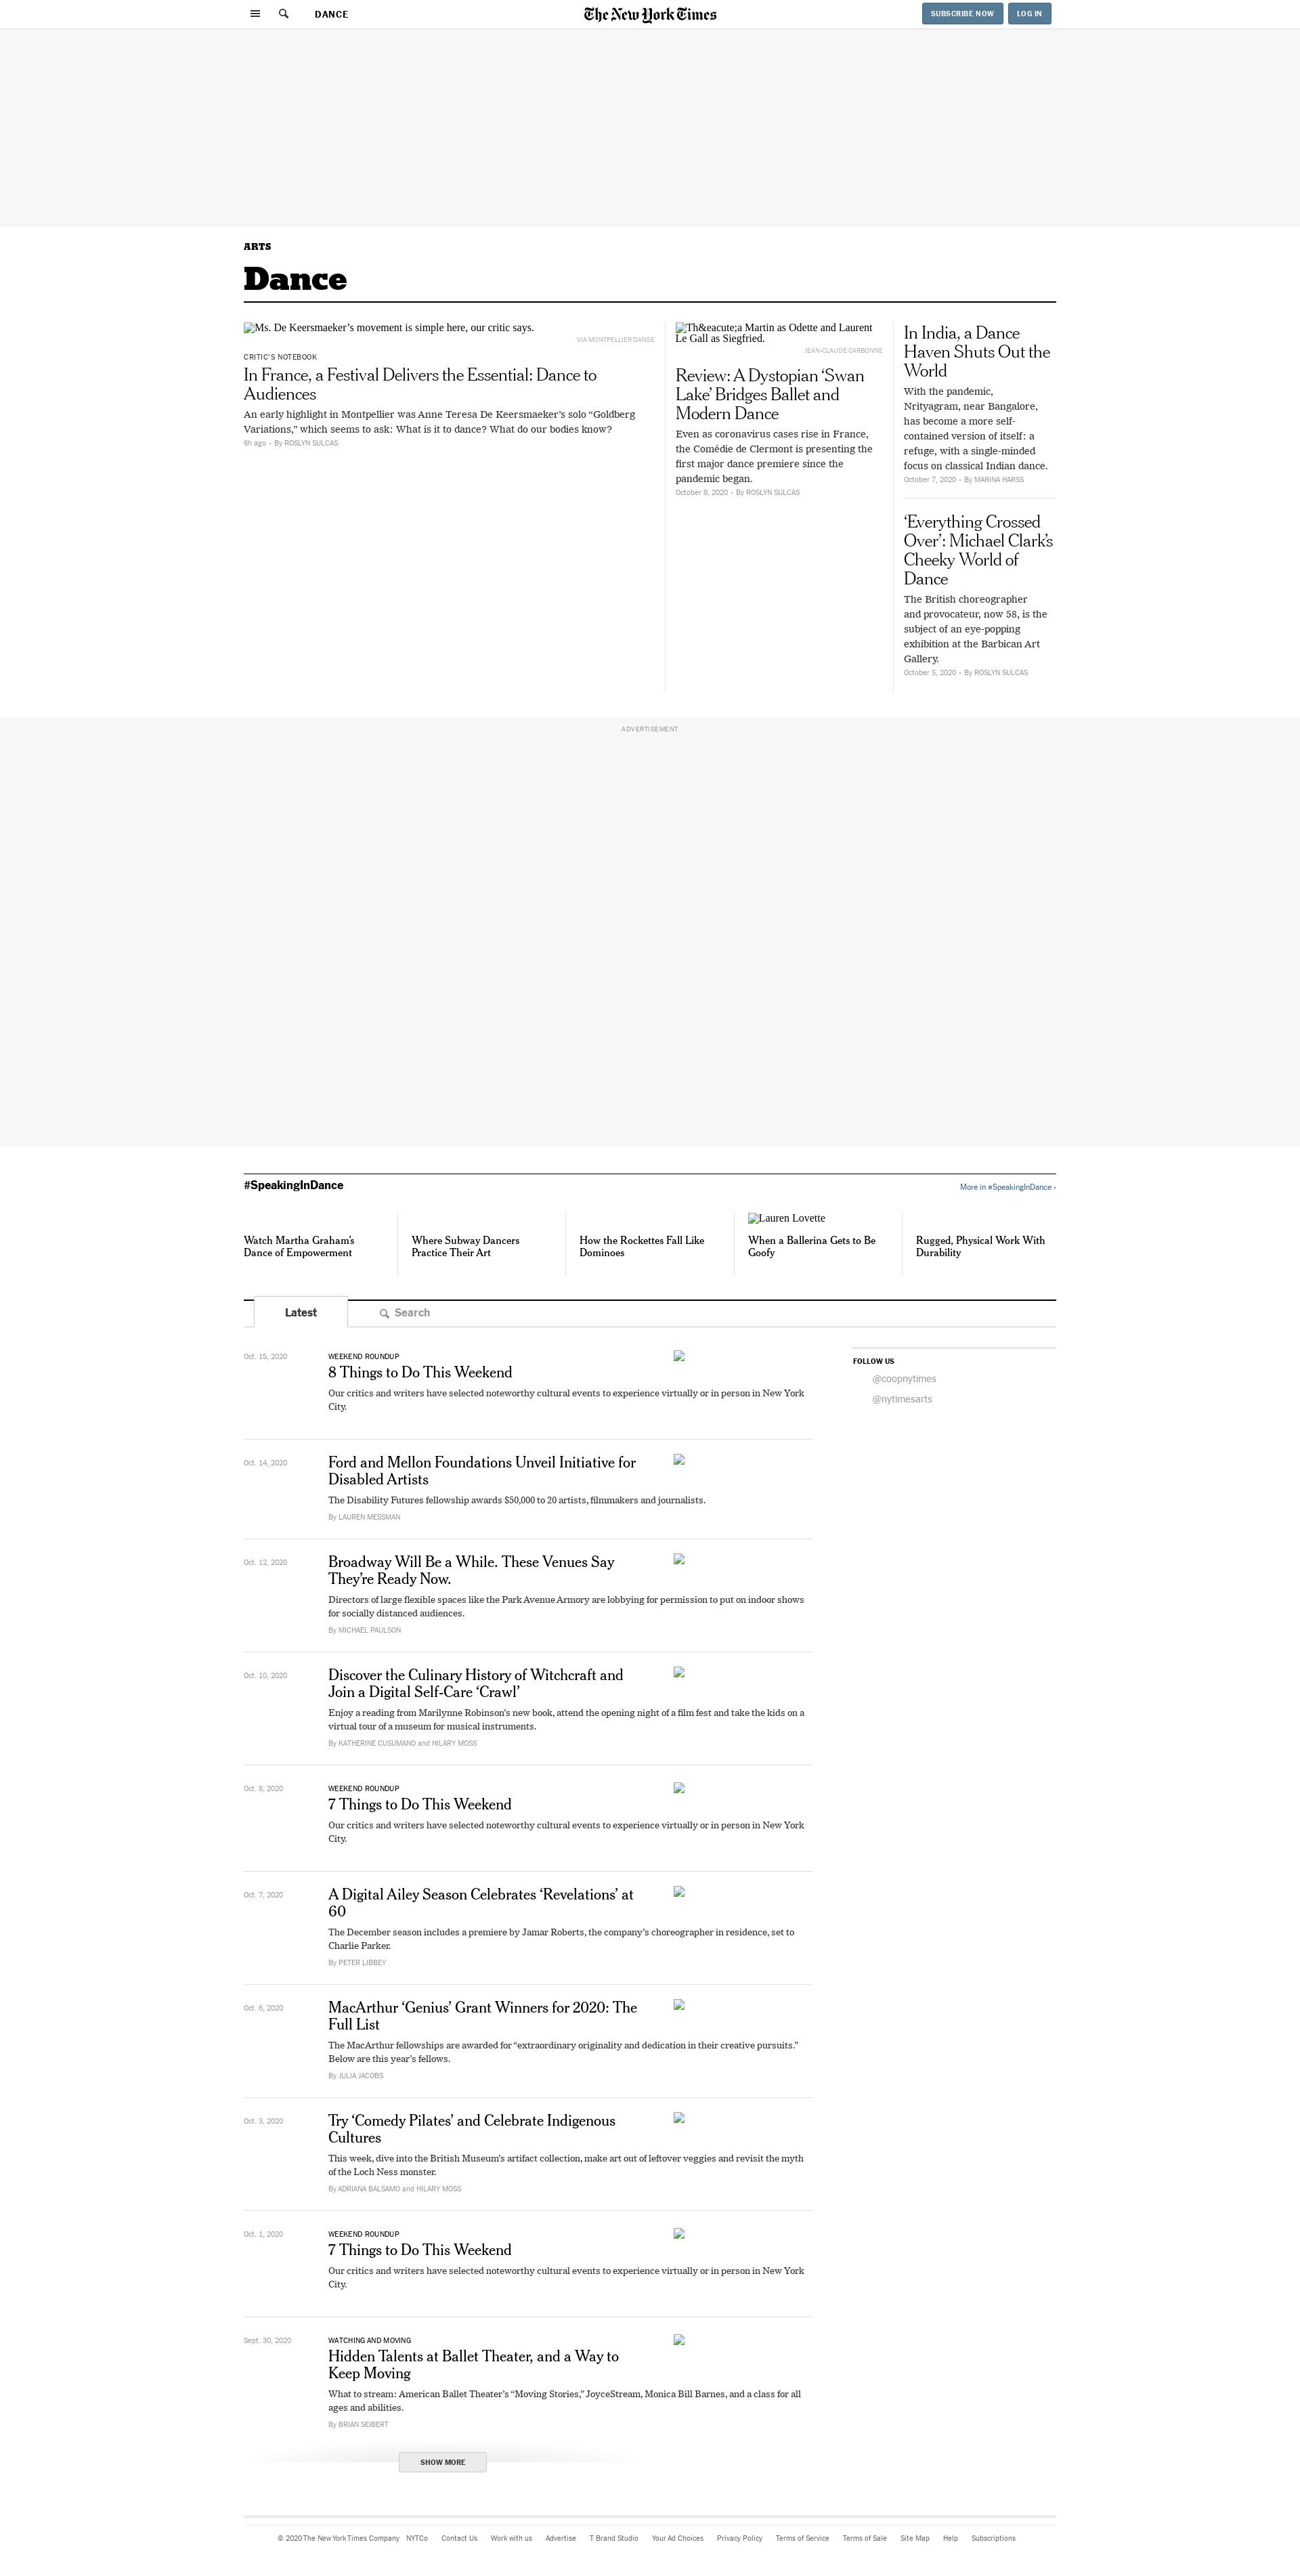 DANCE
The New York Times
SUBSCRIBE NOW
LOG IN
ARTS
Dance
Ms. De Keersmaeker’s movement is simple here, our critic says.
VIA MONTPELLIER DANSE
CRITIC’S NOTEBOOK
In France, a Festival Delivers the Essential: Dance to
Audiences
An early highlight in Montpellier was Anne Teresa De Keersmaeker’s solo “Goldberg
Variations,” which seems to ask: What is it to dance? What do our bodies know?
6h ago • By ROSLYN SULCAS
Th&eacute;a Martin as Odette and Laurent
Le Gall as Siegfried.
JEAN-CLAUDE CARBONNE
Review: A Dystopian ‘Swan
Lake’ Bridges Ballet and
Modern Dance
Even as coronavirus cases rise in France,
the Comédie de Clermont is presenting the
first major dance premiere since the
pandemic began.
October 8, 2020 • By ROSLYN SULCAS
In India, a Dance
Haven Shuts Out the
World
With the pandemic,
Nrityagram, near Bangalore,
has become a more self-
contained version of itself: a
refuge, with a single-minded
focus on classical Indian dance.
October 7, 2020 • By MARINA HARSS
‘Everything Crossed
Over’: Michael Clark’s
Cheeky World of
Dance
The British choreographer
and provocateur, now 58, is the
subject of an eye-popping
exhibition at the Barbican Art
Gallery.
October 5, 2020 • By ROSLYN SULCAS
ADVERTISEMENT
#SpeakingInDance
More in #SpeakingInDance ›
Watch Martha Graham’s
Dance of Empowerment
Where Subway Dancers
Practice Their Art
How the Rockettes Fall Like
Dominoes
Lauren Lovette
When a Ballerina Gets to Be
Goofy
Rugged, Physical Work With
Durability
Latest
Search
Oct. 15, 2020
WEEKEND ROUNDUP
8 Things to Do This Weekend
Our critics and writers have selected noteworthy cultural events to experience virtually or in person in New York
City.
FOLLOW US
@coopnytimes
@nytimesarts
Oct. 14, 2020
Ford and Mellon Foundations Unveil Initiative for
Disabled Artists
The Disability Futures fellowship awards $50,000 to 20 artists, filmmakers and journalists.
By LAUREN MESSMAN
Oct. 12, 2020
Broadway Will Be a While. These Venues Say
They’re Ready Now.
Directors of large flexible spaces like the Park Avenue Armory are lobbying for permission to put on indoor shows
for socially distanced audiences.
By MICHAEL PAULSON
Oct. 10, 2020
Discover the Culinary History of Witchcraft and
Join a Digital Self-Care ‘Crawl’
Enjoy a reading from Marilynne Robinson’s new book, attend the opening night of a film fest and take the kids on a
virtual tour of a museum for musical instruments.
By KATHERINE CUSUMANO and HILARY MOSS
Oct. 8, 2020
WEEKEND ROUNDUP
7 Things to Do This Weekend
Our critics and writers have selected noteworthy cultural events to experience virtually or in person in New York
City.
Oct. 7, 2020
A Digital Ailey Season Celebrates ‘Revelations’ at
60
The December season includes a premiere by Jamar Roberts, the company’s choreographer in residence, set to
Charlie Parker.
By PETER LIBBEY
Oct. 6, 2020
MacArthur ‘Genius’ Grant Winners for 2020: The
Full List
The MacArthur fellowships are awarded for “extraordinary originality and dedication in their creative pursuits.”
Below are this year’s fellows.
By JULIA JACOBS
Oct. 3, 2020
Try ‘Comedy Pilates’ and Celebrate Indigenous
Cultures
This week, dive into the British Museum’s artifact collection, make art out of leftover veggies and revisit the myth
of the Loch Ness monster.
By ADRIANA BALSAMO and HILARY MOSS
Oct. 1, 2020
WEEKEND ROUNDUP
7 Things to Do This Weekend
Our critics and writers have selected noteworthy cultural events to experience virtually or in person in New York
City.
Sept. 30, 2020
WATCHING AND MOVING
Hidden Talents at Ballet Theater, and a Way to
Keep Moving
What to stream: American Ballet Theater’s “Moving Stories,” JoyceStream, Monica Bill Barnes, and a class for all
ages and abilities.
By BRIAN SEIBERT
SHOW MORE
© 2020 The New York Times Company NYTCo Contact Us Work with us Advertise T Brand Studio Your Ad Choices Privacy Policy Terms of Service Terms of Sale Site Map Help Subscriptions